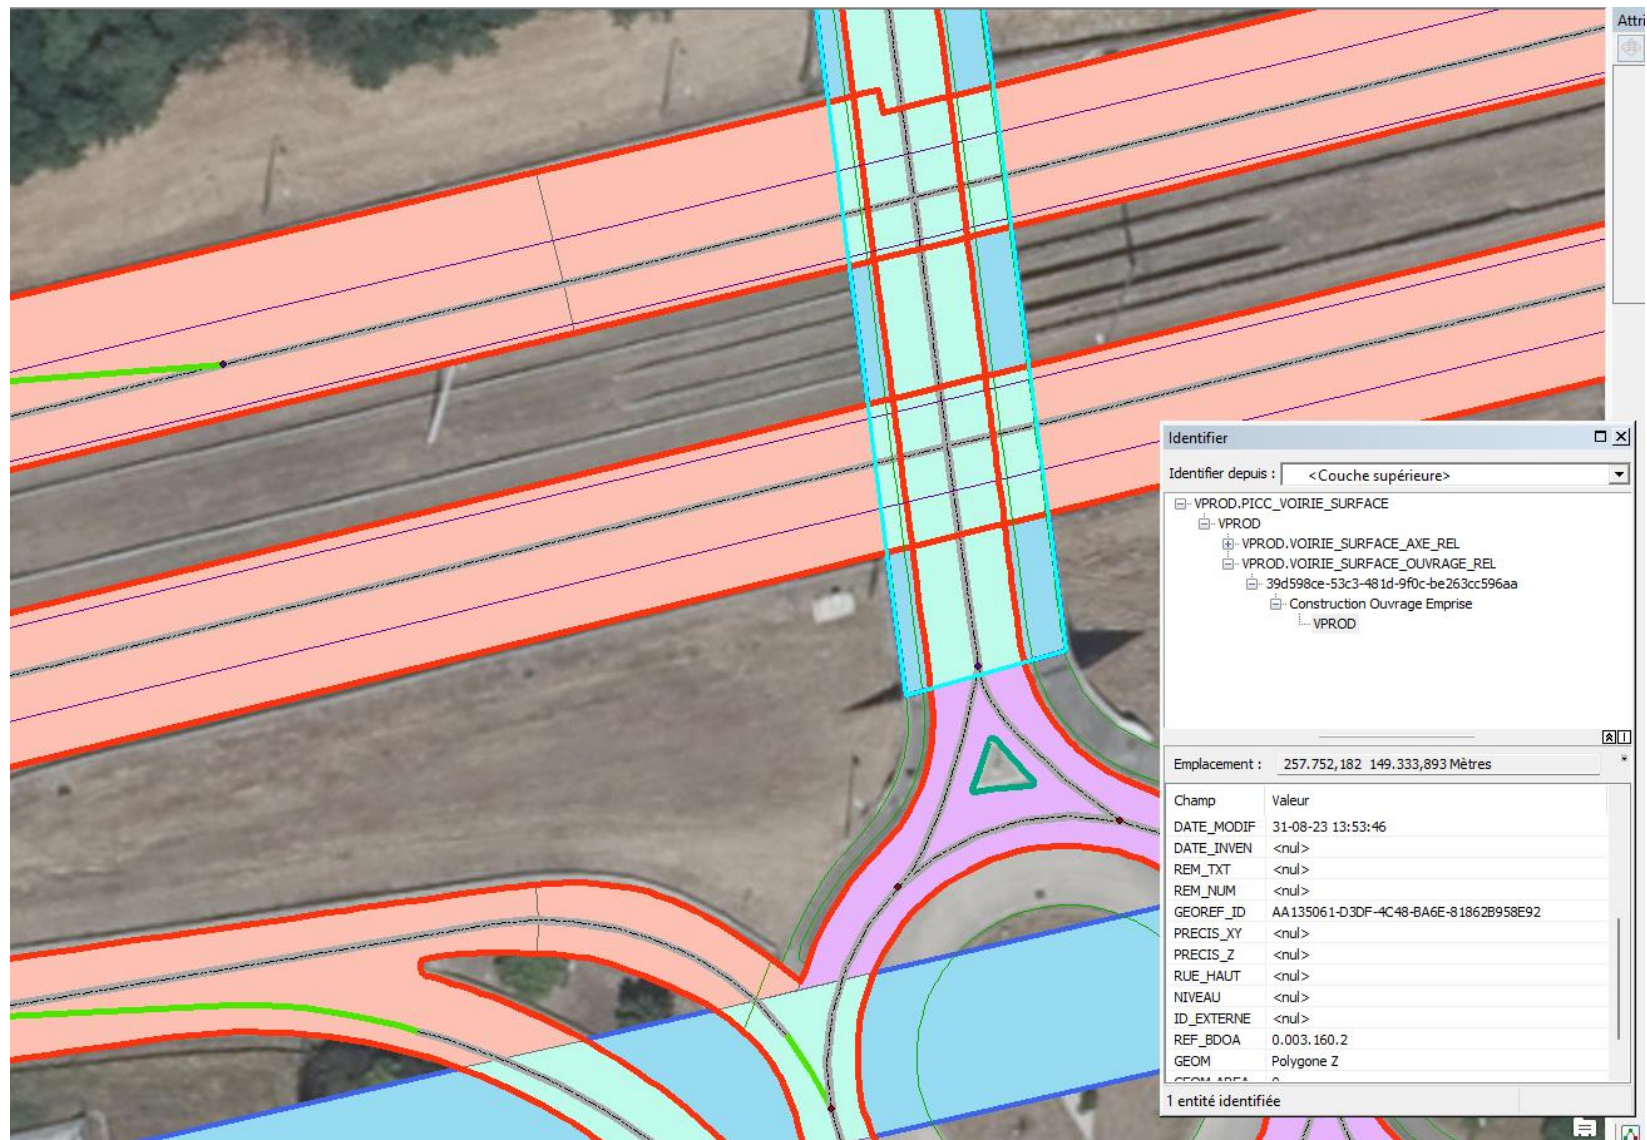 Attri
Identifier
Identifier depuis : <Couche supérieure>
VPROD.PICC_VOIRIE_SURFACE
VPROD
VPROD.VOIRIE_SURFACE_AXE_REL
VPROD.VOIRIE_SURFACE_OUVRAGE_REL
39d598ce-53c3-481d-9f0c-be263cc596aa
Construction Ouvrage Emprise
VPROD
Emplacement : 257.752,182 149.333,893 Mètres
Champ Valeur
DATE_MODIF 31-08-23 13:53:46
DATE_INVEN <nul>
REM_TXT <nul>
REM_NUM <nul>
GEOREF_ID AA135061-D3DF-4C48-BA6E-81862B958E92
PRECIS_XY <nul>
PRECIS_Z <nul>
RUE_HAUT <nul>
NIVEAU <nul>
ID_EXTERNE <nul>
REF_BDOA 0.003.160.2
GEOM Polygone Z
GEOM_AREA 0
1 entité identifiée